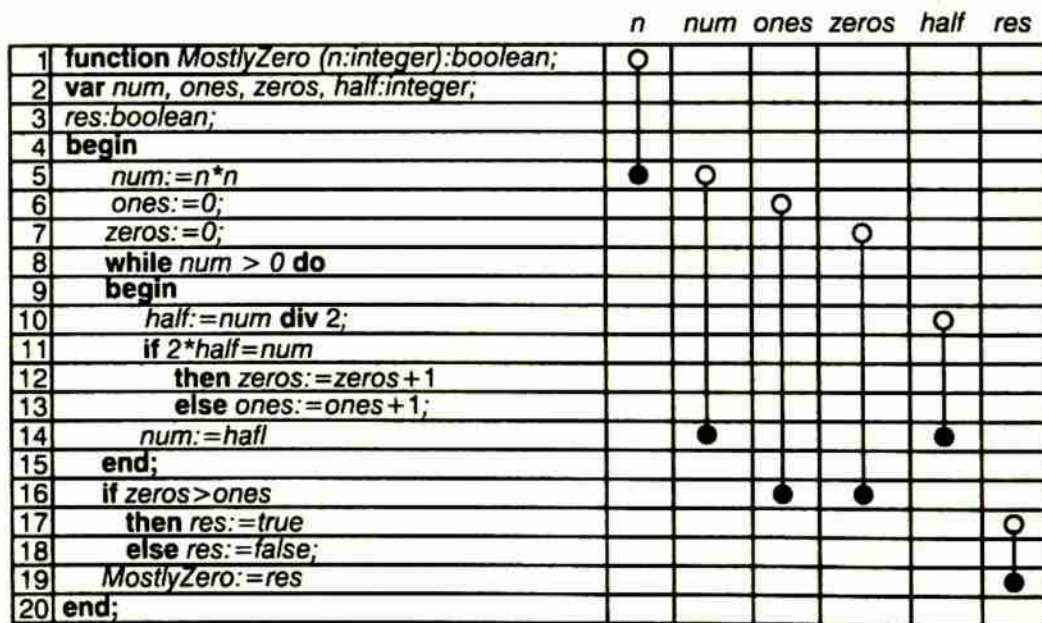 n num ones zeros half res
1 function MostlyZero (n:integer):boolean;
2 var num, ones, zeros, half:integer;
3 res:boolean;
4 begin
5 num:=n*n
6 ones:=0;
7 zeros:=0;
8 while num > 0 do
9 begin
10 half:=num div 2;
11 if 2*half=num
12 then zeros:=zeros+1
13 else ones:=ones+1;
14 num:=hafl
15 end;
16 if zeros>ones
17 then res:=true
18 else res:=false;
19 MostlyZero:=res
20 end;